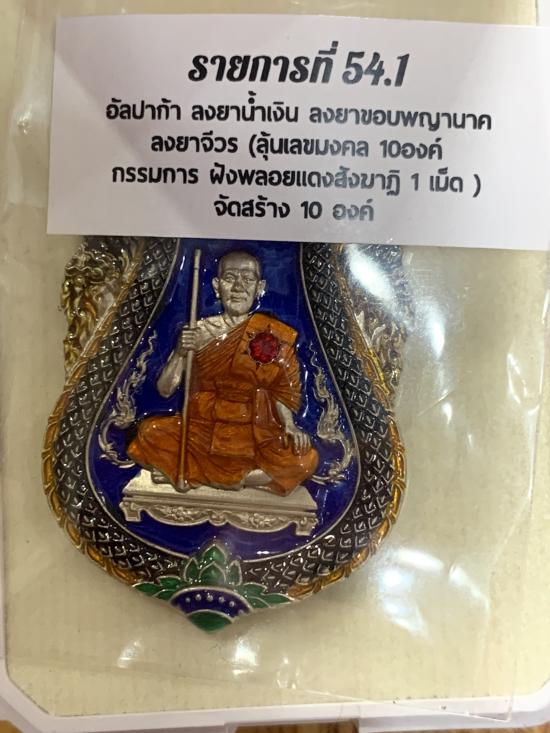 รายการที่ 54.1
อัลปาก้า ลงยาน้ำเงิน ลงยาขอบพญานาค
ลงยาจีวร (ลุ้นเลขมงคล 10องค์
กรรมการ ฝังพลอยแดงสังฆาฏิ 1 เม็ด )
จัดสร้าง 10 องค์